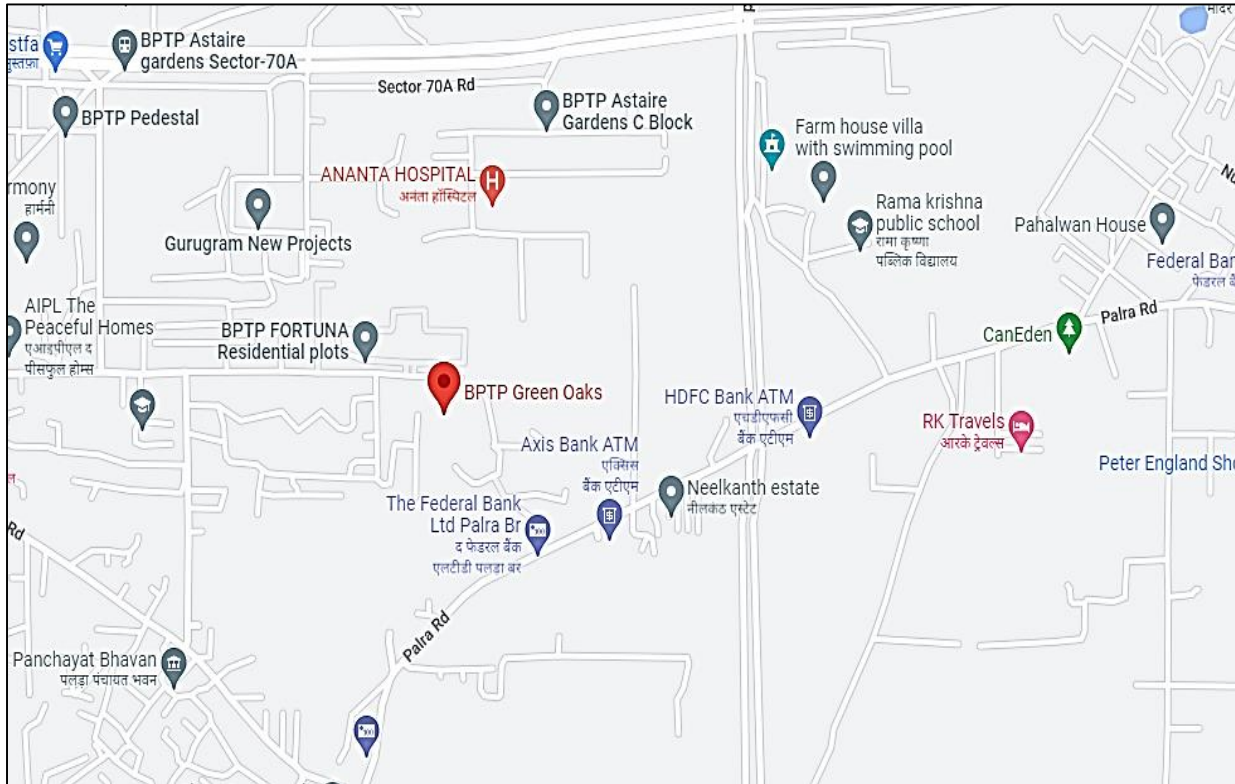 stfa
मुस्तफ़ा
BPTP Astaire
gardens Sector-70A
BPTP Pedestal
Sector 70A Rd
BPTP Astaire
Gardens C Block
ANANTA HOSPITAL
अनंता हॉस्पिटल
Farm house villa
with swimming pool
Rama krishna
public school
रामा कृष्णा
पब्लिक विद्यालय
Pahalwan House
Federal Ban
फेडरल बैं
rmony
हार्मनी
Gurugram New Projects
AIPL The
Peaceful Homes
एआइपीएल द
पीसफुल होम्स
BPTP FORTUNA
Residential plots
BPTP Green Oaks
Palra Rd
CanEden
HDFC Bank ATM
एचडीएफसी
बैंक एटीएम
RK Travels
आरके ट्रेवल्स
Axis Bank ATM
एक्सिस
बैंक एटीएम
Peter England Sho
Neelkanth estate
नीलकंठ एस्टेट
The Federal Bank
Ltd Palra Br
द फेडरल बैंक
एलटीडी पलड़ा बर
Rd
Palra Rd
Panchayat Bhavan
पलड़ा पंचायत भवन